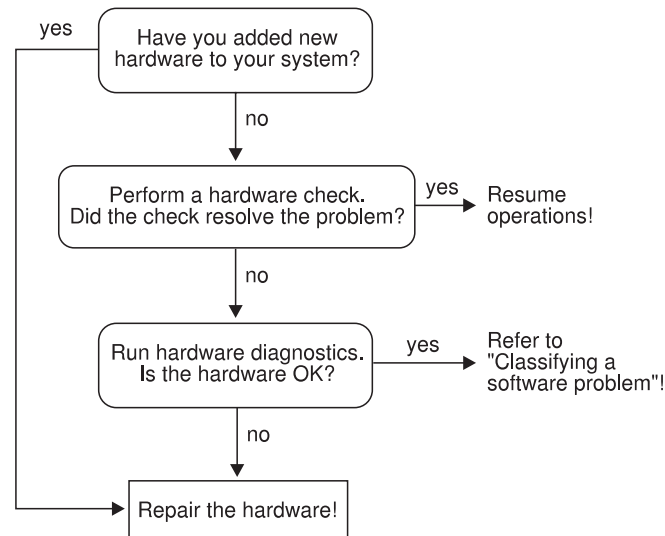 yes
Have you added new
hardware to your system?
no
Perform a hardware check.
Did the check resolve the problem?
yes
Resume
operations!
no
Run hardware diagnostics.
Is the hardware OK?
yes
Refer to
"Classifying a
software problem"!
no
Repair the hardware!